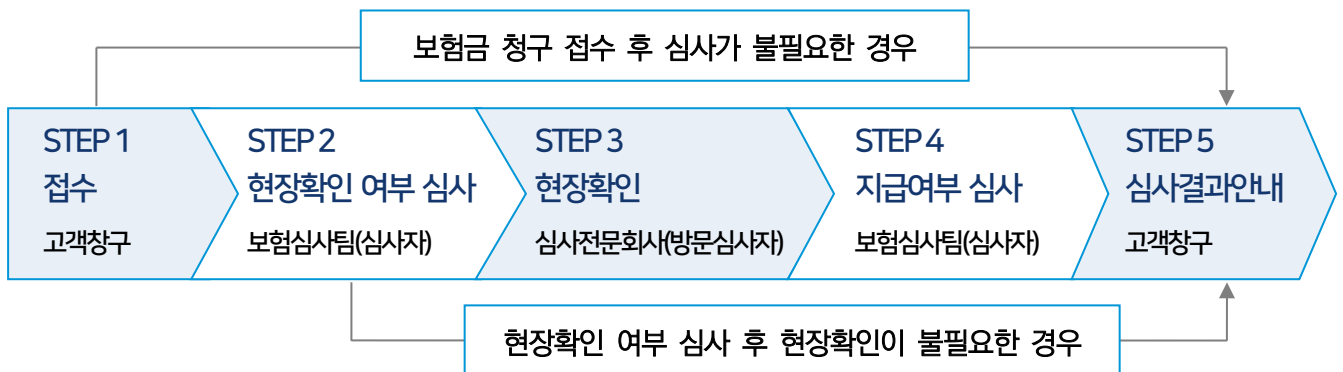 보험금 청구 접수 후 심사가 불필요한 경우
STEP 1
접수
고객창구
STEP 2
현장확인 여부 심사
보험심사팀(심사자)
STEP 3
현장확인
심사전문회사(방문심사자)
STEP 4
지급여부 심사
보험심사팀(심사자)
STEP 5
심사결과안내
고객창구
현장확인 여부 심사 후 현장확인이 불필요한 경우